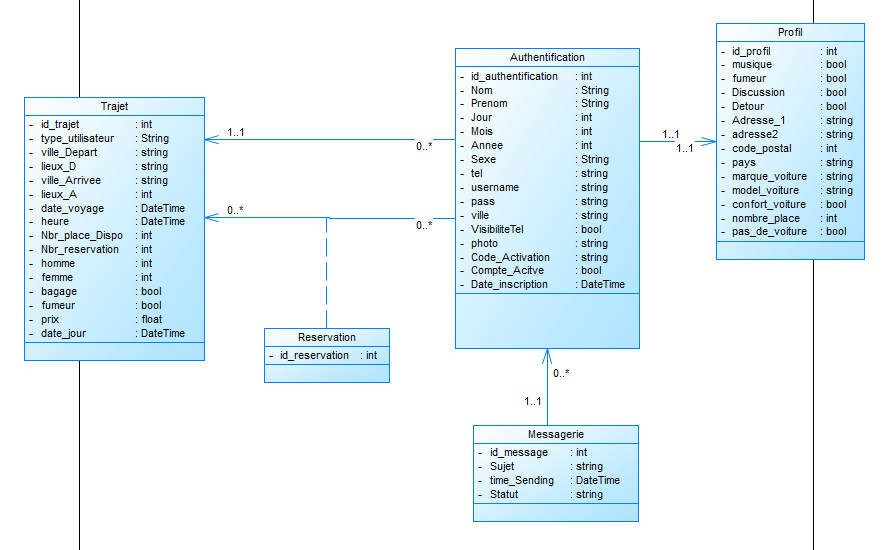 Trajet
- id_trajet : int
- type_utilisateur : String
- ville_Depart : string
- lieux_D : string
- ville_Arrivee : string
- lieux_A : int
- date_voyage : DateTime
- heure : DateTime
- Nbr_place_Dispo : int
- Nbr_reservation : int
- homme : int
- femme : int
- bagage : bool
- fumeur : bool
- prix : float
- date_jour : DateTime
1..1
0..*
0..*
0..*
Reservation
- id_reservation : int
Authentification
- id_authentification : int
- Nom : String
- Prenom : String
- Jour : int
- Mois : int
- Annee : int
- Sexe : String
- tel : string
- username : string
- pass : string
- ville : string
- VisibiliteTel : bool
- photo : string
- Code_Activation : string
- Compte_Acitve : bool
- Date_inscription : DateTime
1..1
1..1
Profil
- id_profil : int
- musique : bool
- fumeur : bool
- Discussion : bool
- Detour : bool
- Adresse_1 : string
- adresse2 : string
- code_postal : int
- pays : string
- marque_voiture : string
- model_voiture : string
- confort_voiture : bool
- nombre_place : int
- pas_de_voiture : bool
0..*
1..1
Messagerie
- id_message : int
- Sujet : string
- time_Sending : DateTime
- Statut : string